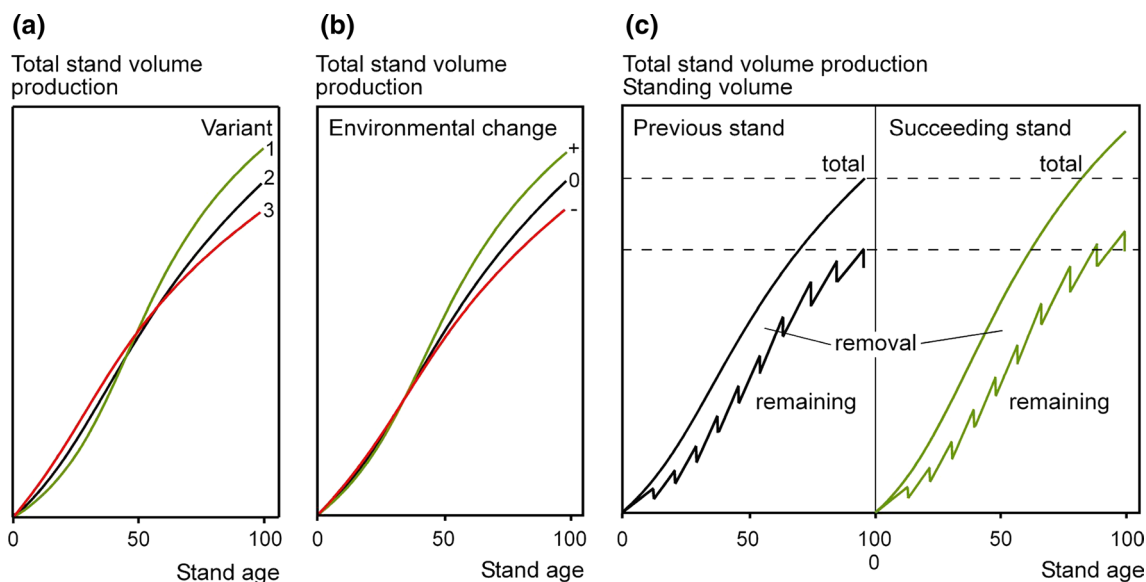 (a)
Total stand volume
production
Variant
1
2
3
0
50
100
Stand age
(b)
Total stand volume
production
Environmental change
+
0
-
0
50
100
Stand age
(c)
Total stand volume production
Standing volume
Previous stand
Succeeding stand
total
total
removal
remaining
remaining
0
50
100
0
50
100
Stand age